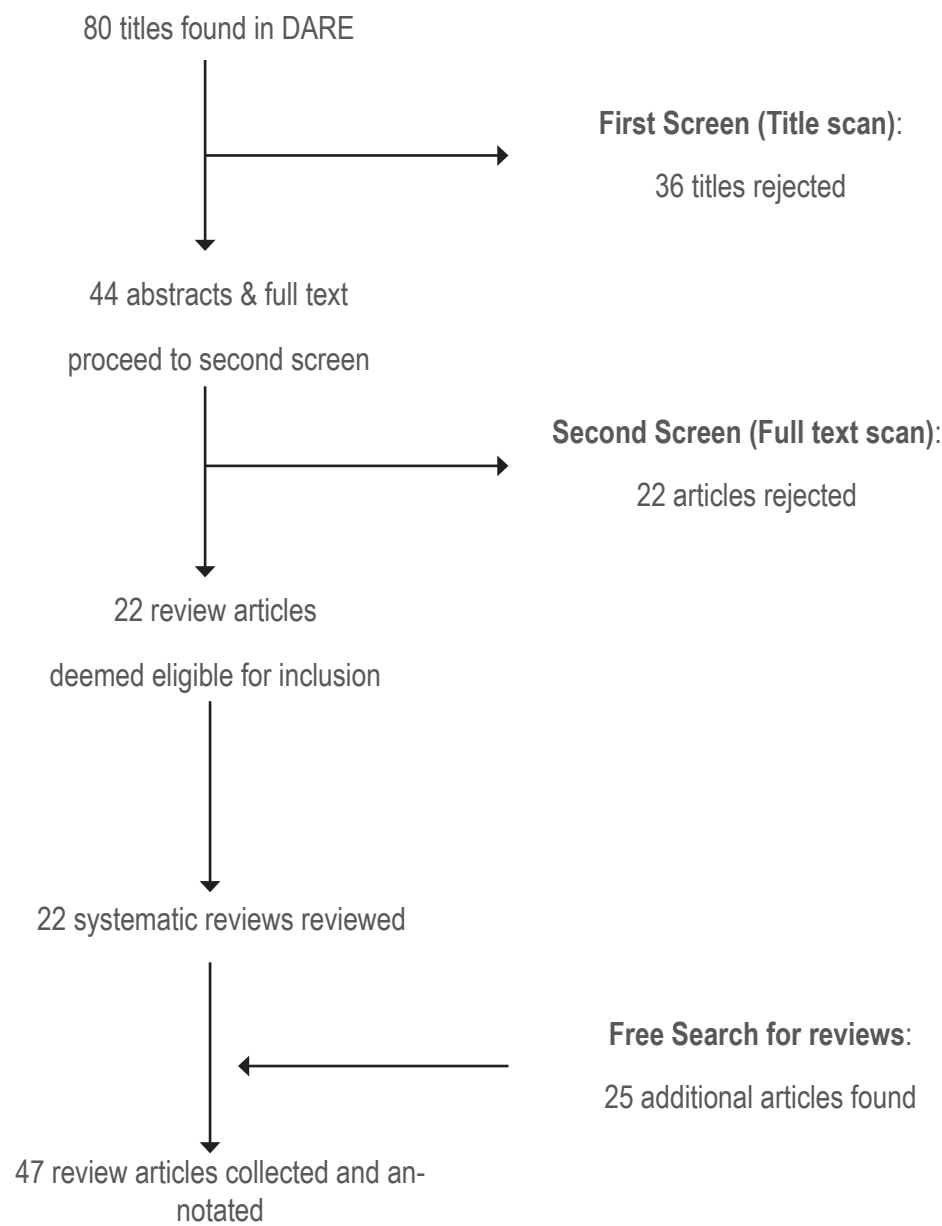 80 titles found in DARE
First Screen (Title scan):
36 titles rejected
44 abstracts & full text
proceed to second screen
Second Screen (Full text scan):
22 articles rejected
22 review articles
deemed eligible for inclusion
22 systematic reviews reviewed
Free Search for reviews:
25 additional articles found
47 review articles collected and an-
notated